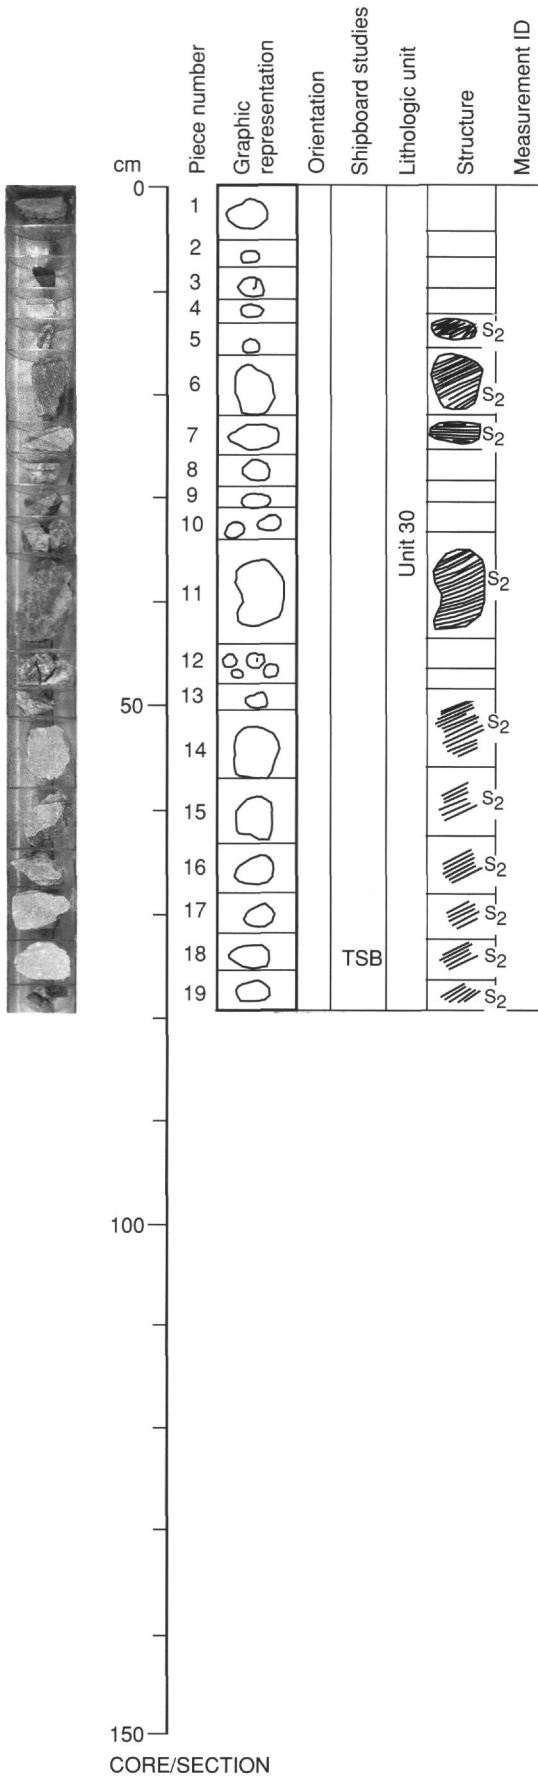 cm
Piece number
Graphic representation
Orientation
Shipboard studies
Lithologic unit
Structure
Measurement ID
0
1
2
3
4
5
S2
6
S2
7
S2
8
9
10
Unit 30
11
S2
12
13
50
14
S2
15
S2
16
S2
17
S2
18
TSB
S2
19
S2
100
150
CORE/SECTION